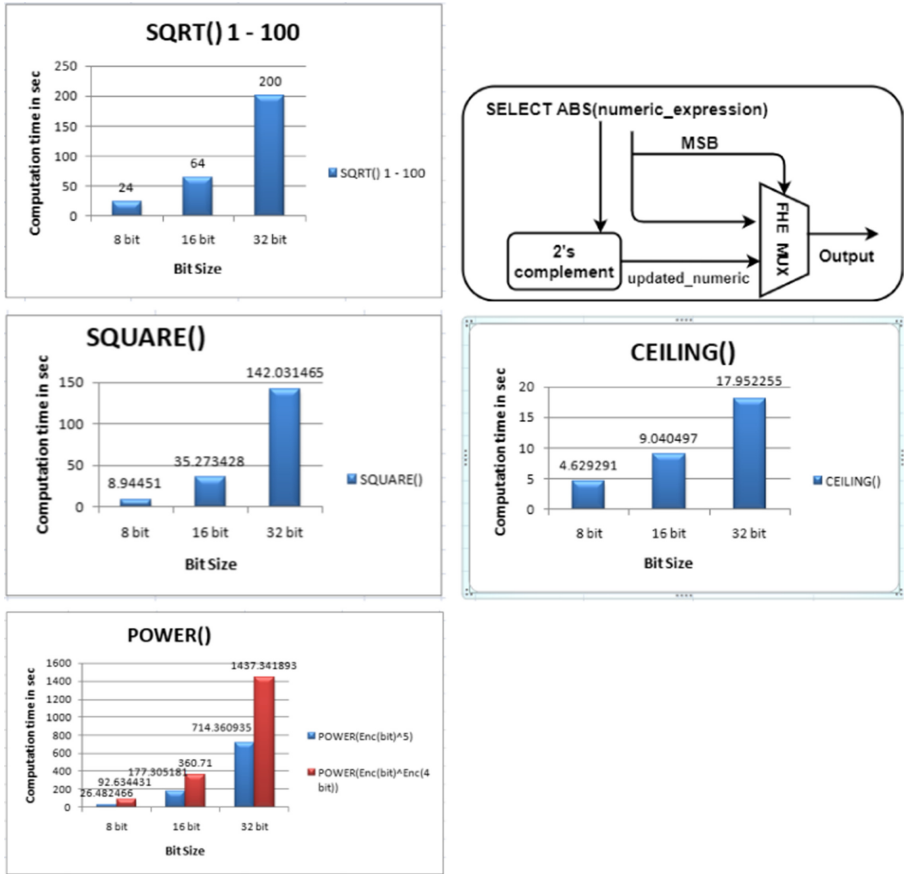 SQRT() 1 - 100
Computation time in sec
250
200
150
100
50
0
24
64
200
8 bit
16 bit
32 bit
Bit Size
SQRT() 1 - 100
SELECT ABS(numeric_expression)
MSB
2's
complement
updated_numeric
FHE MUX
Output
SQUARE()
Computation time in sec
150
100
50
0
8.94451
35.273428
142.031465
8 bit
16 bit
32 bit
Bit Size
SQUARE()
CEILING()
Computation time in sec
20
15
10
5
0
4.629291
9.040497
17.952255
8 bit
16 bit
32 bit
Bit Size
CEILING()
POWER()
Computation time in sec
1600
1400
1200
1000
800
600
400
200
0
26.482466
92.634431
177.305181
360.71
714.360935
1437.341893
8 bit
16 bit
32 bit
Bit Size
POWER(Enc(bit)^5)
POWER(Enc(bit)^Enc(4
bit))